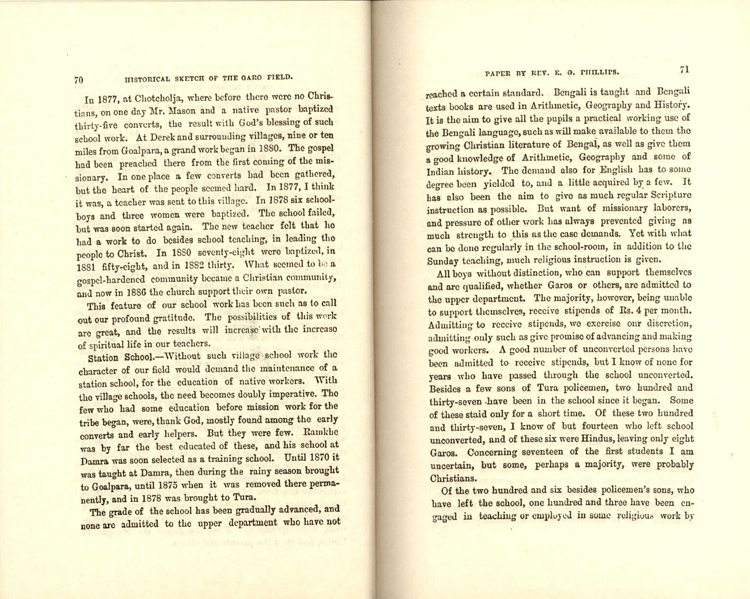 70 HISTORICAL SKETCH OF THE GARO FIELD.
In 1877, at Chotcholja, where before there were no Chris-
tians, on one day Mr. Mason and a native pastor baptized
thirty-five converts, the result with God's blessing of such
school work. At Derek and surrounding villages, nine or ten
miles from Goalpara, a grand work began in 1880. The gospel
had been preached there from the first coming of the mis-
sionary. In one place a few converts had been gathered,
but the heart of the people seemed hard. In 1877, I think
it was, a teacher was sent to this village. In 1878 six school-
boys and three women were baptized. The school failed,
but was soon started again. The new teacher felt that he
had a work to do besides school teaching, in leading the
people to Christ. In 1880 seventy-eight were baptized, in
1881 fifty-eight, and in 1882 thirty. What seemed to be a
gospel-hardened community became a Christian community,
and now in 1886 the church support their own pastor.
This feature of our school work has been such as to call
out our profound gratitude. The possibilities of this work
are great, and the results will increase with the increase
of spiritual life in our teachers.
Station School.—Without such village school work the
character of our field would demand the maintenance of a
station school, for the education of native workers. With
the village schools, the need becomes doubly imperative. The
few who had some education before mission work for the
tribe began, were, thank God, mostly found among the early
converts and early helpers. But they were few. Ramkhe
was by far the best educated of these, and his school at
Damra was soon selected as a training school. Until 1870 it
was taught at Damra, then during the rainy season brought
to Goalpara, until 1875 when it was removed there perma-
nently, and in 1878 was brought to Tura.
The grade of the school has been gradually advanced, and
none are admitted to the upper department who have not
PAPER BY REV. E. G. PHILLIPS. 71
reached a certain standard. Bengali is taught and Bengali
texts books are used in Arithmetic, Geography and History.
It is the aim to give all the pupils a practical working use of
the Bengali language, such as will make available to them the
growing Christian literature of Bengal, as well as give them
a good knowledge of Arithmetic, Geography and some of
Indian history. The demand also for English has to some
degree been yielded to, and a little acquired by a few. It
has also been the aim to give as much regular Scripture
instruction as possible. But want of missionary laborers,
and pressure of other work has always prevented giving as
much strength to this as the case demands. Yet with what
can be done regularly in the school-room, in addition to the
Sunday teaching, much religious instruction is given.
All boys without distinction, who can support themselves
and are qualified, whether Garos or others, are admitted to
the upper department. The majority, however, being unable
to support themselves, receive stipends of Rs. 4 per month.
Admitting to receive stipends, we exercise our discretion,
admitting only such as give promise of advancing and making
good workers. A good number of unconverted persons have
been admitted to receive stipends, but I know of none for
years who have passed through the school unconverted.
Besides a few sons of Tura policemen, two hundred and
thirty-seven have been in the school since it began. Some
of these staid only for a short time. Of these two hundred
and thirty-seven, I know of but fourteen who left school
unconverted, and of these six were Hindus, leaving only eight
Garos. Concerning seventeen of the first students I am
uncertain, but some, perhaps a majority, were probably
Christians.
Of the two hundred and six besides policemen's sons, who
have left the school, one hundred and three have been en-
gaged in teaching or employed in some religious work by